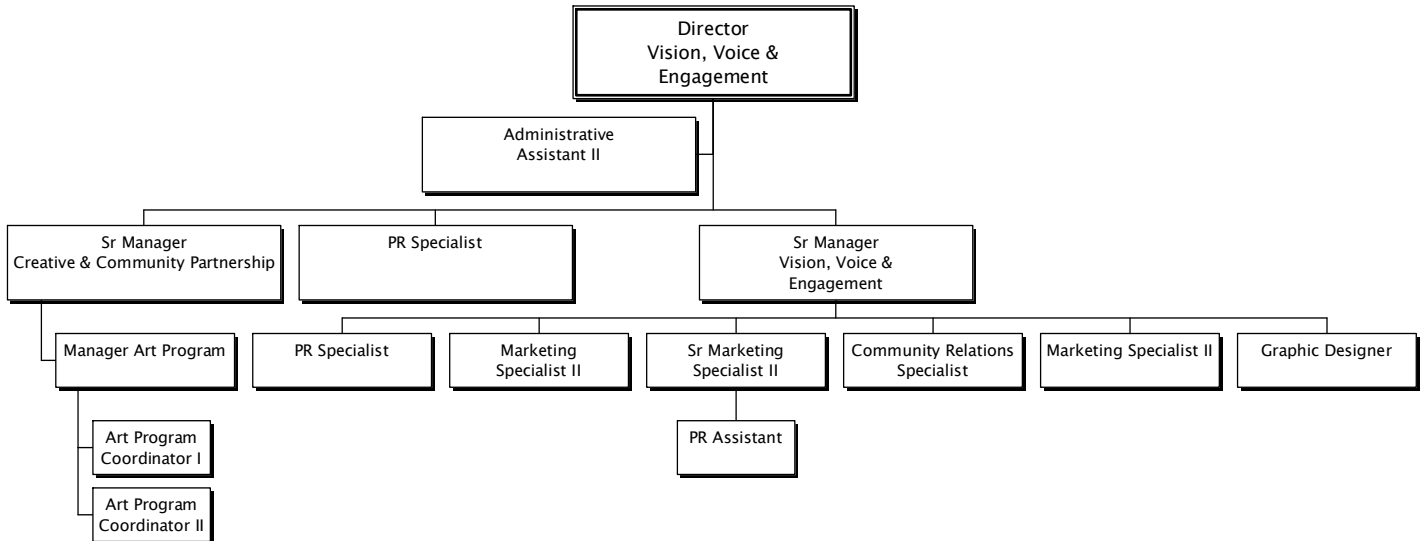 Director
Vision, Voice &
Engagement
Administrative
Assistant II
Sr Manager
Creative & Community Partnership
PR Specialist
Sr Manager
Vision, Voice &
Engagement
Manager Art Program
PR Specialist
Marketing
Specialist II
Sr Marketing
Specialist II
Community Relations
Specialist
Marketing Specialist II
Graphic Designer
Art Program
Coordinator I
PR Assistant
Art Program
Coordinator II